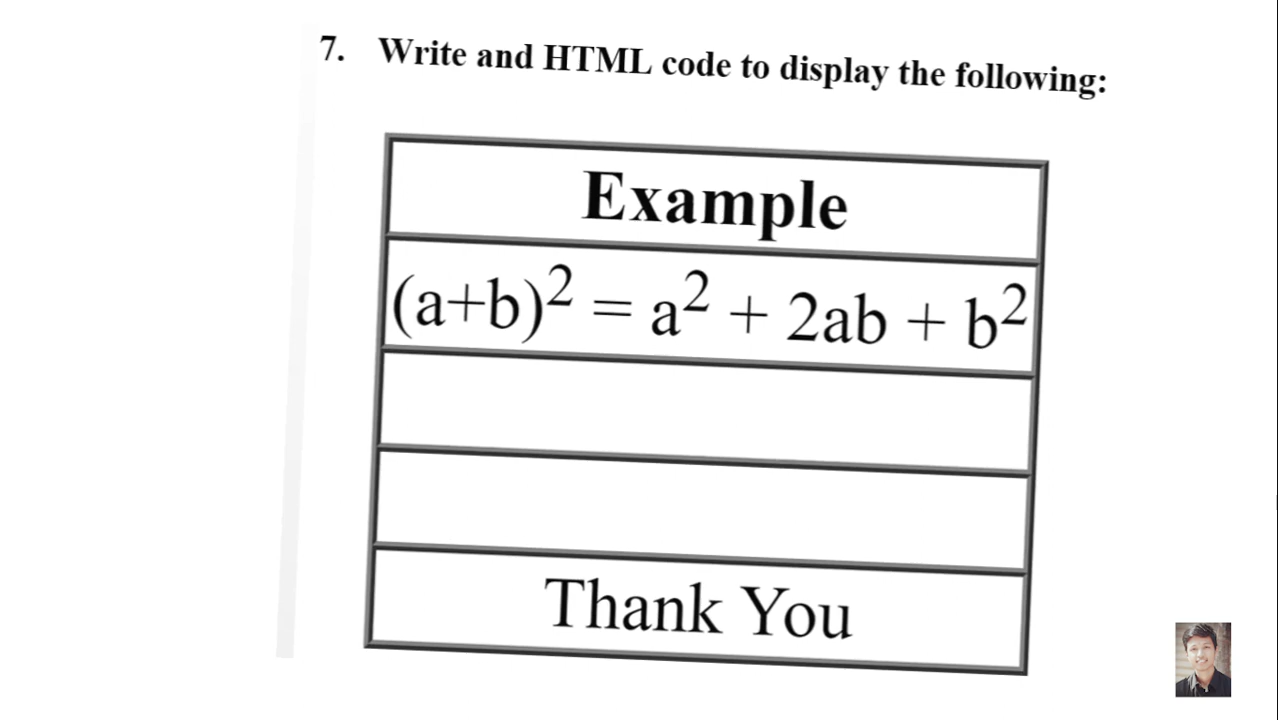 7. Write and HTML code to display the following:
Example
(a+b)² = a² + 2ab + b²
Thank You